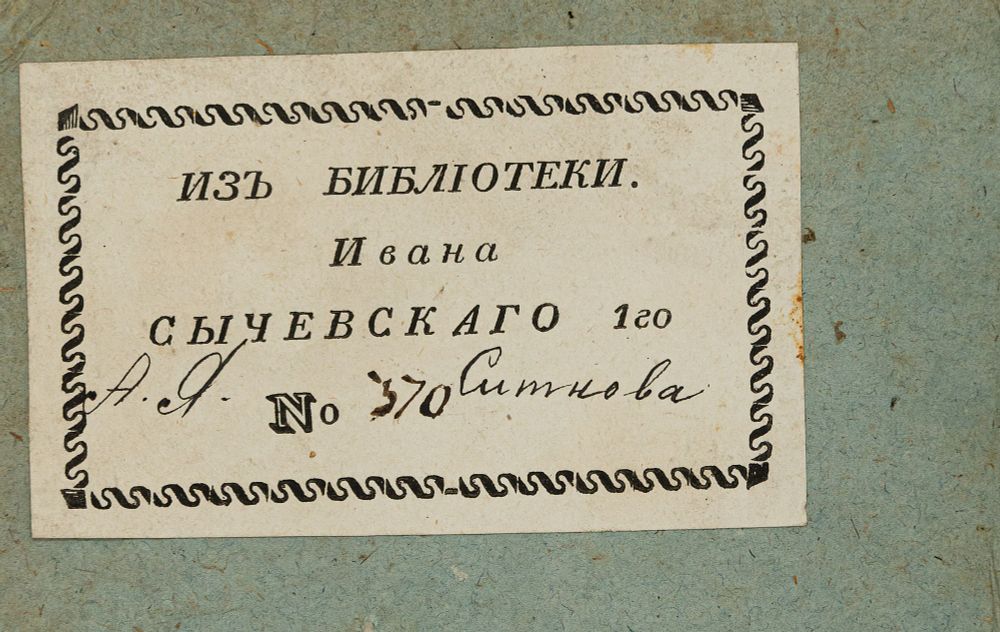 ИЗЪ БИБЛІОТЕКИ.
Ивана
СЫЧЕВСКАГО 1го
А. Я. No 370 Ситнова